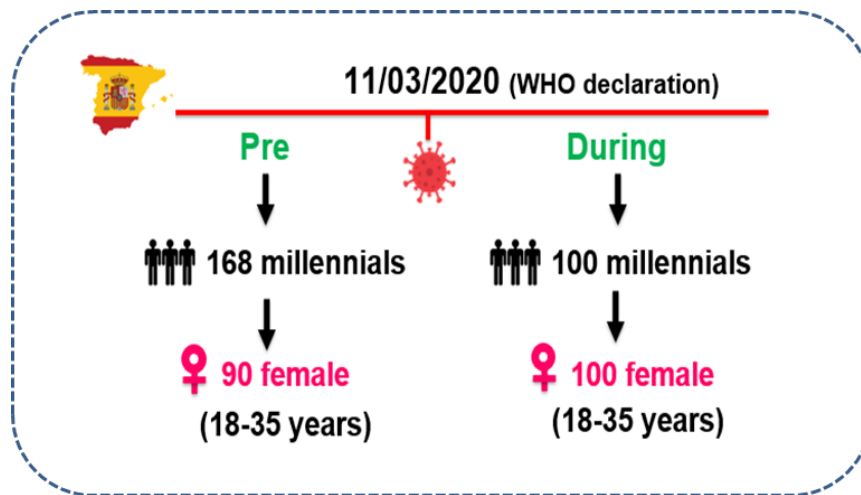 11/03/2020 (WHO declaration)
Pre
During
168 millennials
100 millennials
90 female
100 female
(18-35 years)
(18-35 years)